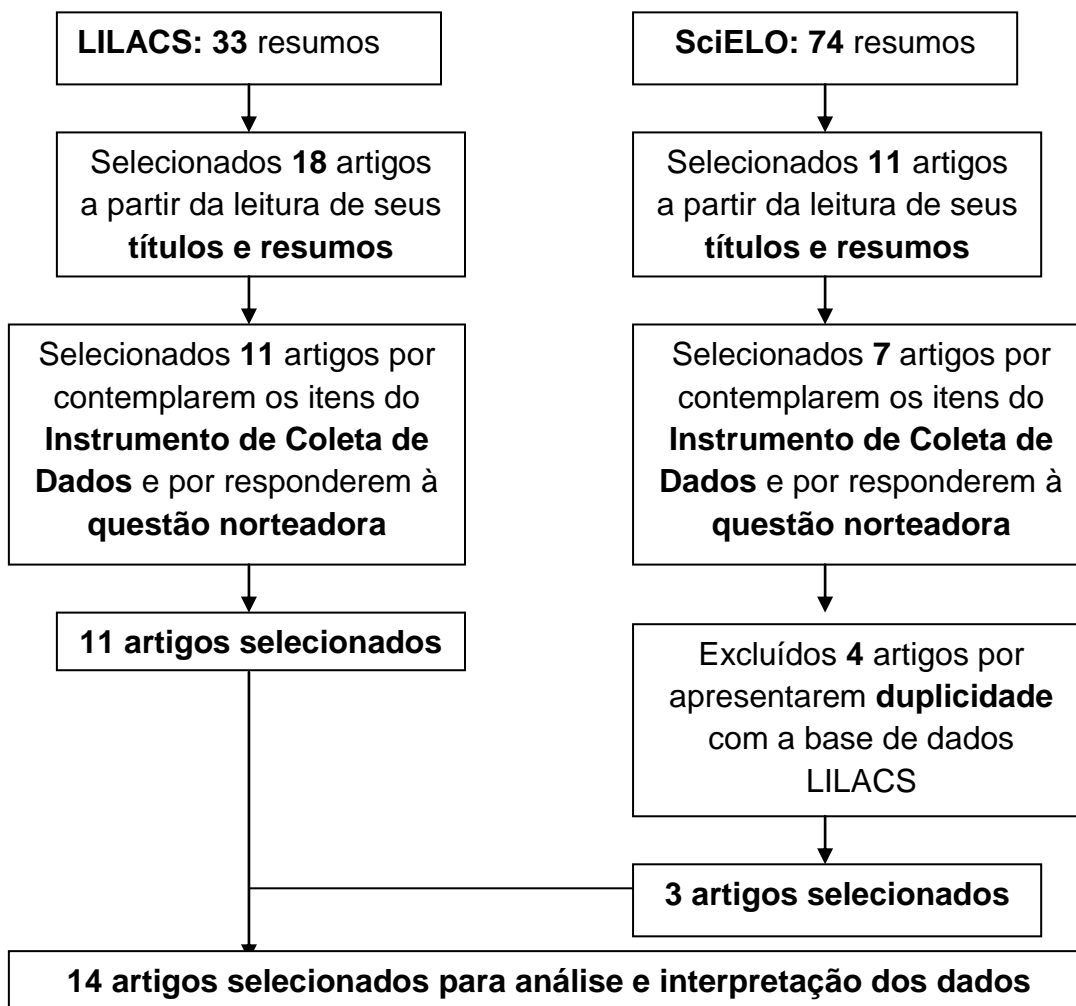 LILACS: 33 resumos
Selecionados 18 artigos
a partir da leitura de seus
títulos e resumos
Selecionados 11 artigos por
contemplarem os itens do
Instrumento de Coleta de
Dados e por responderem à
questão norteadora
11 artigos selecionados
SciELO: 74 resumos
Selecionados 11 artigos
a partir da leitura de seus
títulos e resumos
Selecionados 7 artigos por
contemplarem os itens do
Instrumento de Coleta de
Dados e por responderem à
questão norteadora
Excluídos 4 artigos por
apresentarem duplicidade
com a base de dados
LILACS
3 artigos selecionados
14 artigos selecionados para análise e interpretação dos dados